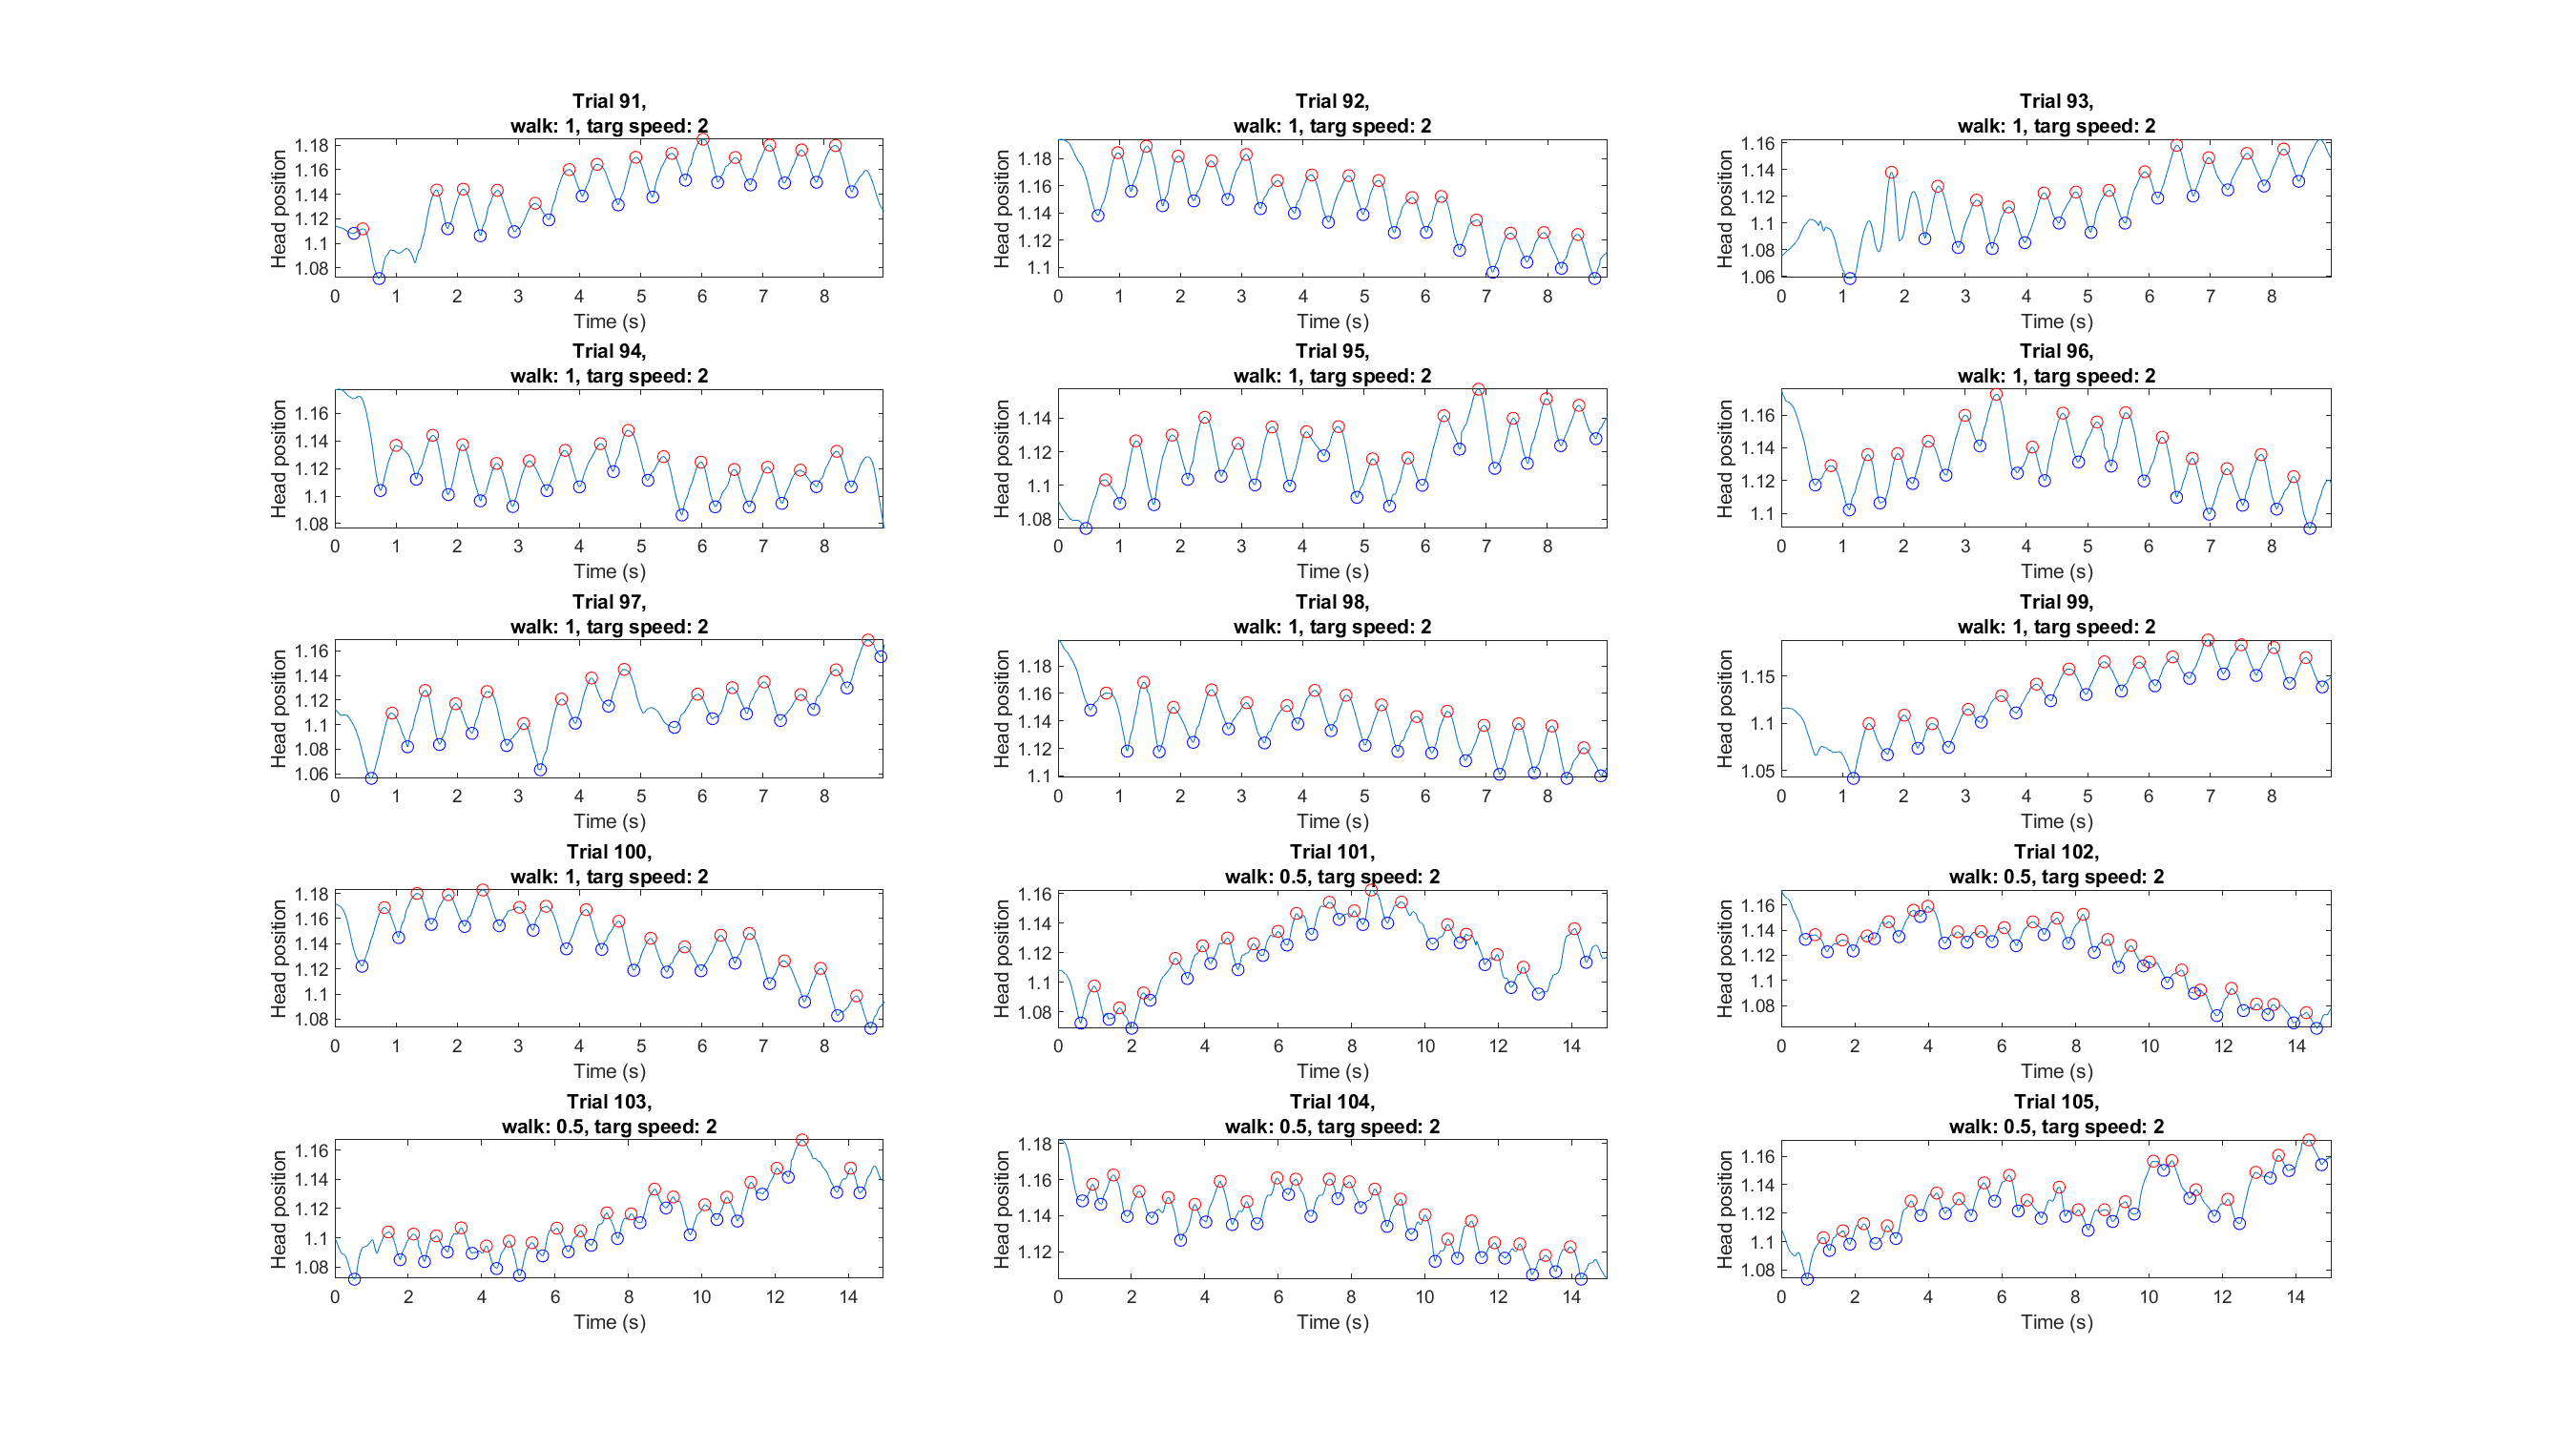 Trial 91,
walk: 1, targ speed: 2
Head position
1.18
1.16
1.14
1.12
1.1
1.08
0 1 2 3 4 5 6 7 8
Time (s)
Trial 92,
walk: 1, targ speed: 2
Head position
1.18
1.16
1.14
1.12
1.1
0 1 2 3 4 5 6 7 8
Time (s)
Trial 93,
walk: 1, targ speed: 2
Head position
1.16
1.14
1.12
1.1
1.08
1.06
0 1 2 3 4 5 6 7 8
Time (s)
Trial 94,
walk: 1, targ speed: 2
Head position
1.16
1.14
1.12
1.1
1.08
0 1 2 3 4 5 6 7 8
Time (s)
Trial 95,
walk: 1, targ speed: 2
Head position
1.14
1.12
1.1
1.08
0 1 2 3 4 5 6 7 8
Time (s)
Trial 96,
walk: 1, targ speed: 2
Head position
1.16
1.14
1.12
1.1
0 1 2 3 4 5 6 7 8
Time (s)
Trial 97,
walk: 1, targ speed: 2
Head position
1.16
1.14
1.12
1.1
1.08
1.06
0 1 2 3 4 5 6 7 8
Time (s)
Trial 98,
walk: 1, targ speed: 2
Head position
1.18
1.16
1.14
1.12
1.1
0 1 2 3 4 5 6 7 8
Time (s)
Trial 99,
walk: 1, targ speed: 2
Head position
1.15
1.1
1.05
0 1 2 3 4 5 6 7 8
Time (s)
Trial 100,
walk: 1, targ speed: 2
Head position
1.18
1.16
1.14
1.12
1.1
1.08
0 1 2 3 4 5 6 7 8
Time (s)
Trial 101,
walk: 0.5, targ speed: 2
Head position
1.16
1.14
1.12
1.1
1.08
0 2 4 6 8 10 12 14
Time (s)
Trial 102,
walk: 0.5, targ speed: 2
Head position
1.16
1.14
1.12
1.1
1.08
0 2 4 6 8 10 12 14
Time (s)
Trial 103,
walk: 0.5, targ speed: 2
Head position
1.16
1.14
1.12
1.1
1.08
0 2 4 6 8 10 12 14
Time (s)
Trial 104,
walk: 0.5, targ speed: 2
Head position
1.18
1.16
1.14
1.12
0 2 4 6 8 10 12 14
Time (s)
Trial 105,
walk: 0.5, targ speed: 2
Head position
1.16
1.14
1.12
1.1
1.08
0 2 4 6 8 10 12 14
Time (s)